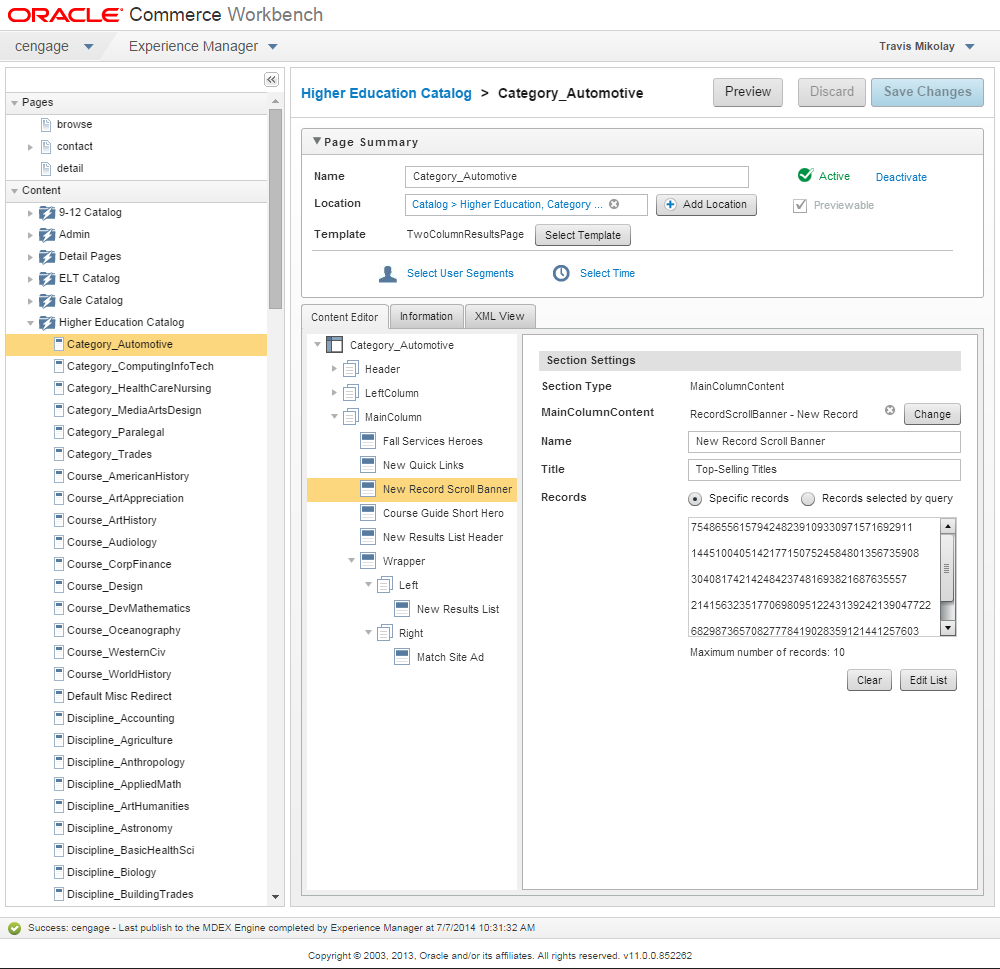 ORACLE Commerce Workbench
cengage Experience Manager Travis Mikolay
Pages
browse
contact
detail
Content
9-12 Catalog
Admin
Detail Pages
ELT Catalog
Gale Catalog
Higher Education Catalog
Category_Automotive
Category_ComputingInfoTech
Category_HealthCareNursing
Category_MediaArtsDesign
Category_Paralegal
Category_Trades
Course_AmericanHistory
Course_ArtAppreciation
Course_ArtHistory
Course_Audiology
Course_CorpFinance
Course_Design
Course_DevMathematics
Course_Oceanography
Course_WesternCiv
Course_WorldHistory
Default Misc Redirect
Discipline_Accounting
Discipline_Agriculture
Discipline_Anthropology
Discipline_AppliedMath
Discipline_ArtHumanities
Discipline_Astronomy
Discipline_BasicHealthSci
Discipline_Biology
Discipline_BuildingTrades
Higher Education Catalog > Category_Automotive Preview Discard Save Changes
Page Summary
Name Category_Automotive Active Deactivate
Location Catalog > Higher Education, Category ... Add Location Previewable
Template TwoColumnResultsPage Select Template
Select User Segments Select Time
Content Editor Information XML View
Category_Automotive
Header
LeftColumn
MainColumn
Fall Services Heroes
New Quick Links
New Record Scroll Banner
Course Guide Short Hero
New Results List Header
Wrapper
Left
New Results List
Right
Match Site Ad
Section Settings
Section Type MainColumnContent
MainColumnContent RecordScrollBanner - New Record Change
Name New Record Scroll Banner
Title Top-Selling Titles
Records Specific records Records selected by query
7548655615794248239109330971571692911
144510040514217715075245848013567​35908
3040817421424842374816938216876​35557
214156323517706980951224313924213904​7722
6829873657082777841902835912144​1257603
Maximum number of records: 10
Clear Edit List
Success: cengage - Last publish to the MDEX Engine completed by Experience Manager at 7/7/2014 10:31:32 AM
Copyright © 2003, 2013, Oracle and/or its affiliates. All rights reserved. v11.0.0.852262